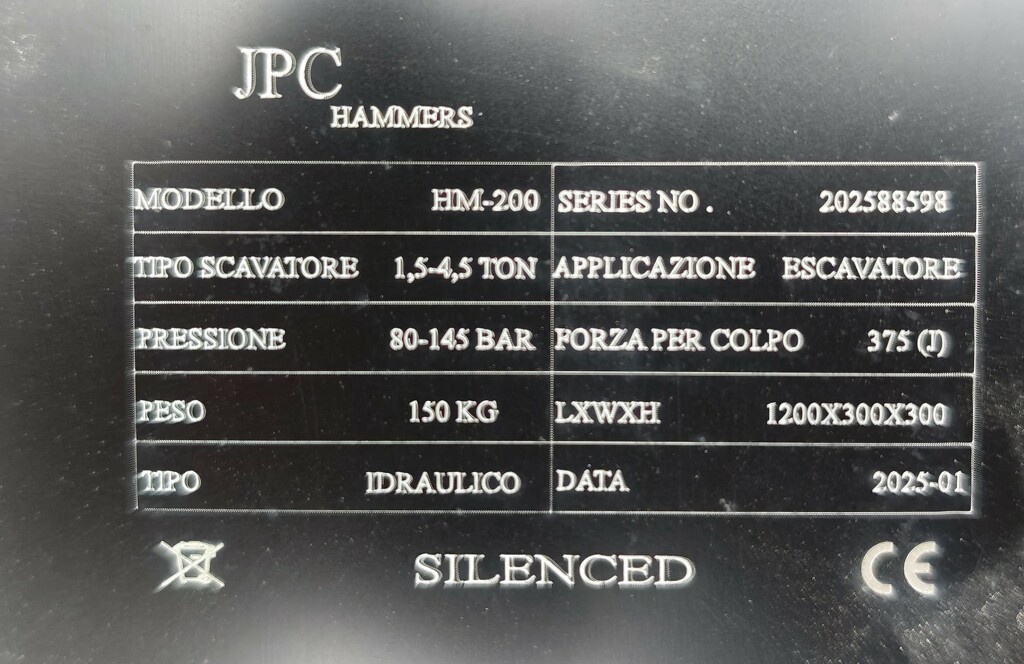 JPC
HAMMERS
MODELLO HM-200 SERIES NO . 202588598
TIPO SCAVATORE 1,5-4,5 TON APPLICAZIONE ESCAVATORE
PRESSIONE 80-145 BAR FORZA PER COLPO 375 (J)
PESO 150 KG LXWXH 1200X300X300
TIPO IDRAULICO DATA 2025-01
SILENCED CE